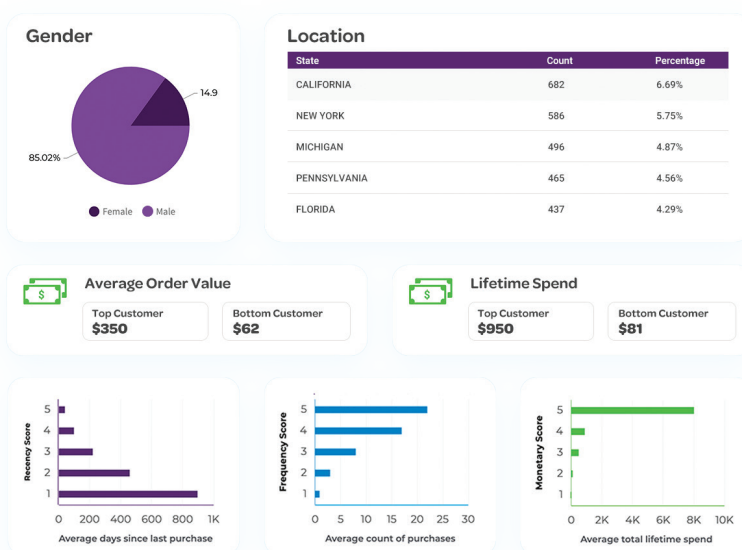 Gender
14.9
85.02%
Female Male
Location
State Count Percentage
CALIFORNIA 682 6.69%
NEW YORK 586 5.75%
MICHIGAN 496 4.87%
PENNSYLVANIA 465 4.56%
FLORIDA 437 4.29%
$
Average Order Value
Top Customer
$350
Bottom Customer
$62
$
Lifetime Spend
Top Customer
$950
Bottom Customer
$81
Recency Score
5
4
3
2
1
0 200 400 600 800 1K
Average days since last purchase
Frequency Score
5
4
3
2
1
0 5 10 15 20 25 30
Average count of purchases
Monetary Score
5
4
3
2
1
0 2K 4K 6K 8K 10K
Average total lifetime spend